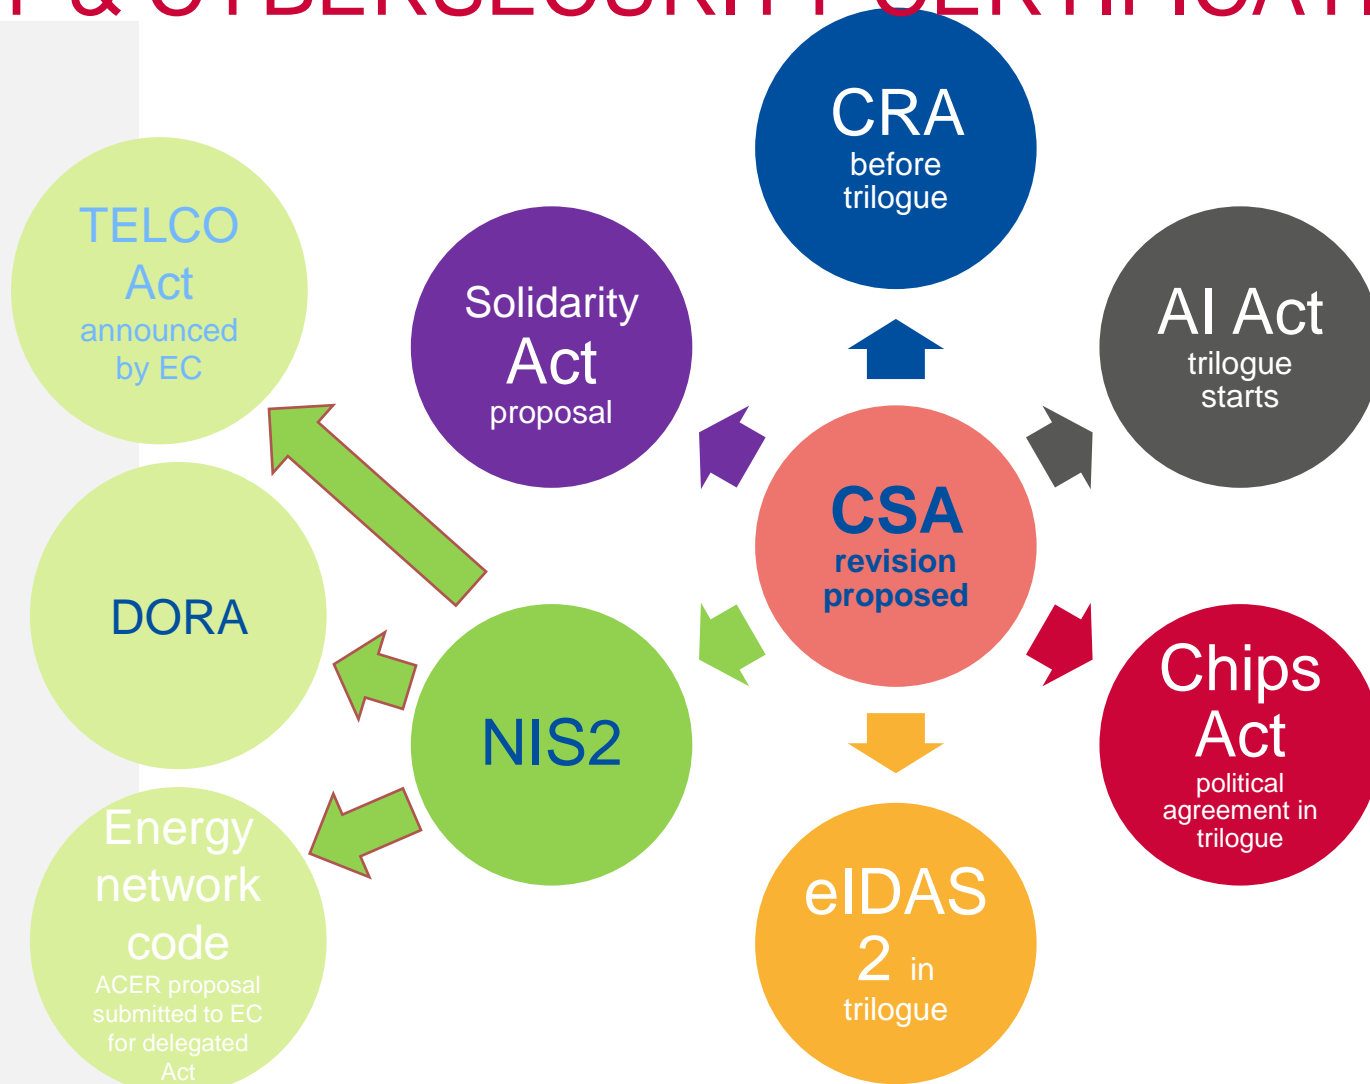 & CYBERSECURITY
CRA
before
trilogue
TELCO
Act
announced
by EC
Solidarity
Act
proposal
AI Act
trilogue
starts
CSA
revision
proposed
DORA
NIS2
Chips
Act
political
agreement in
trilogue
Energy
network
code
ACER proposal
submitted to EC
for delegated
Act
eIDAS
2 in
trilogue